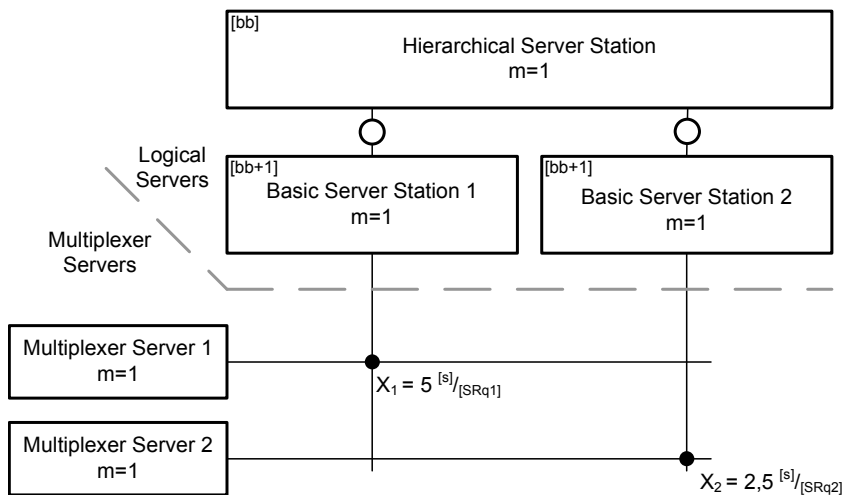 [bb]
Hierarchical Server Station
m=1
Logical
Servers
[bb+1]
Basic Server Station 1
m=1
[bb+1]
Basic Server Station 2
m=1
Multiplexer
Servers
Multiplexer Server 1
m=1
X1 = 5 [s]/[SRq1]
Multiplexer Server 2
m=1
X2 = 2,5 [s]/[SRq2]